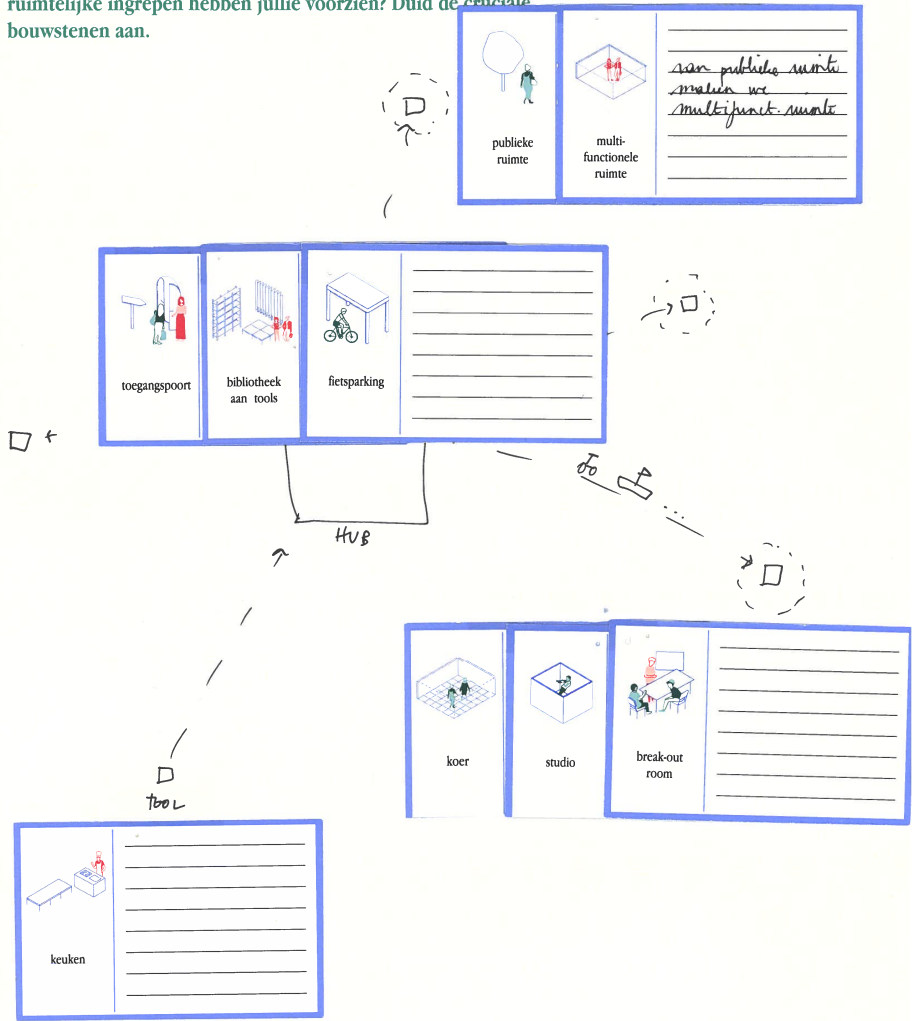 ruimtelijke ingrepen hebben jullie voorzien? Duid de cruciale
bouwstenen aan.
publieke
ruimte
multi-
functionele
ruimte
van publieke ruimte
maken we
multifunct. ruimte
toegangspoort
bibliotheek
aan tools
fietsparking
HUB
koer
studio
break-out
room
TOOL
keuken